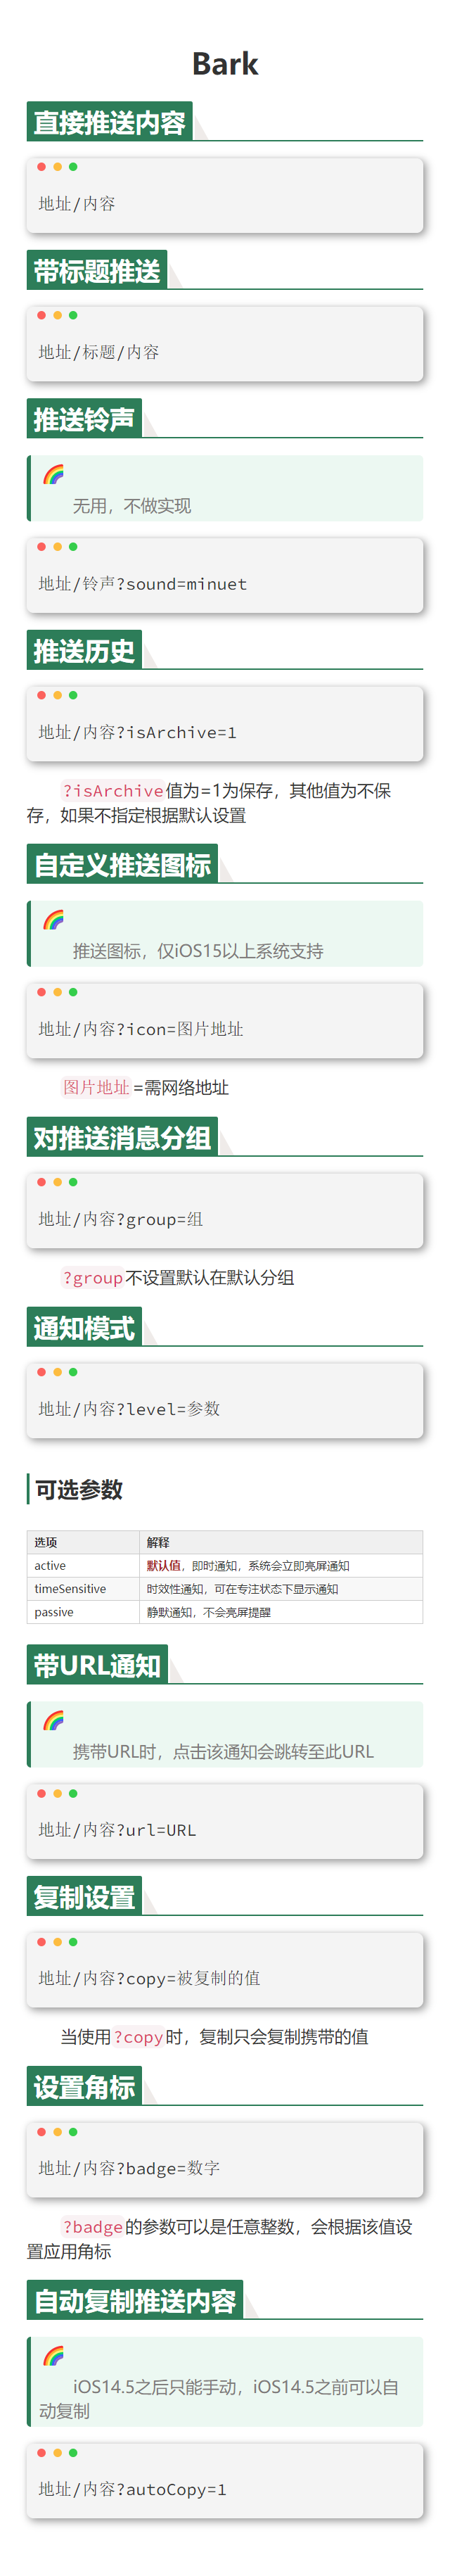 Bark
直接推送内容
地址/内容
带标题推送
地址/标题/内容
推送铃声
无用，不做实现
地址/铃声?sound=minuet
推送历史
地址/内容?isArchive=1
?isArchive值为=1为保存，其他值为不保
存，如果不指定根据默认设置
自定义推送图标
推送图标，仅iOS15以上系统支持
地址/内容?icon=图片地址
图片地址=需网络地址
对推送消息分组
地址/内容?group=组
?group不设置默认在默认分组
通知模式
地址/内容?level=参数
可选参数
选项 解释
active 默认值，即时通知，系统会立即亮屏通知
timeSensitive 时效性通知，可在专注状态下显示通知
passive 静默通知，不会亮屏提醒
带URL通知
携带URL时，点击该通知会跳转至此URL
地址/内容?url=URL
复制设置
地址/内容?copy=被复制的值
当使用?copy时，复制只会复制携带的值
设置角标
地址/内容?badge=数字
?badge的参数可以是任意整数，会根据该值设
置应用角标
自动复制推送内容
iOS14.5之后只能手动，iOS14.5之前可以自
动复制
地址/内容?autoCopy=1